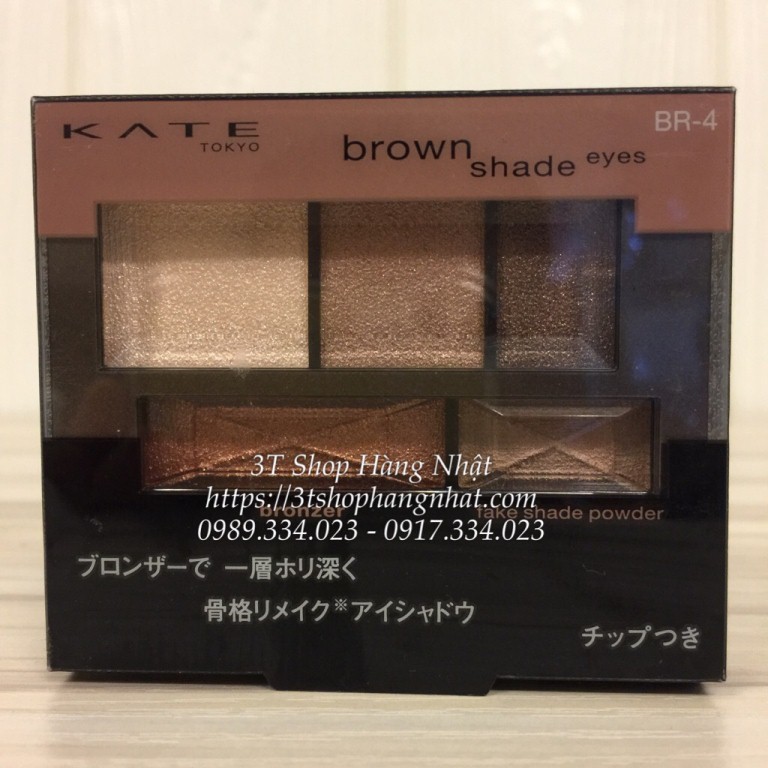 KATE
TOKYO
brown
shade eyes
BR-4
3T Shop Hàng Nhật
https://3tshophangnhat.com
bronzer
fake shade powder
0989.334.023 - 0917.334.023
ブロンザーで 一層ホリ深く
骨格リメイク※アイシャドウ
チップつき